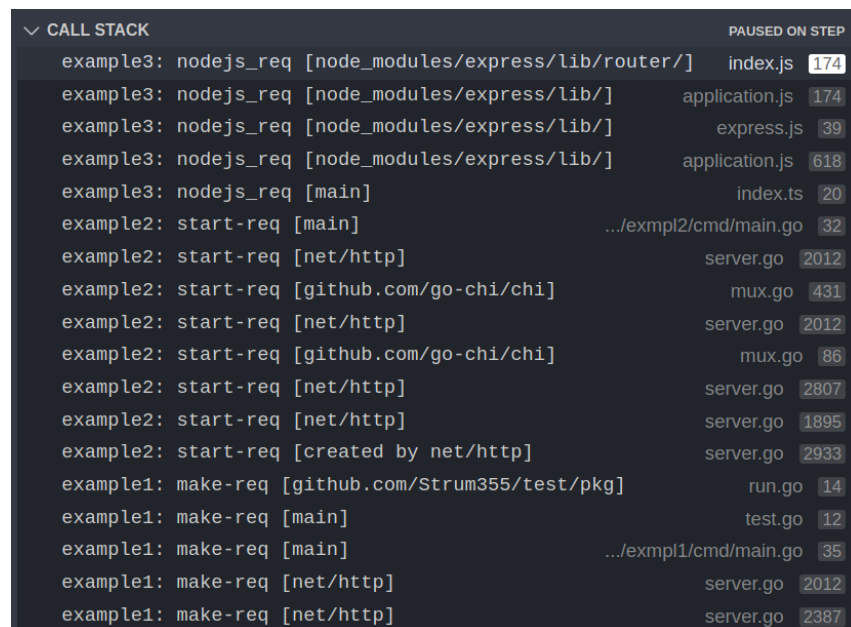 CALL STACK PAUSED ON STEP
example3: nodejs_req [node_modules/express/lib/router/] index.js 174
example3: nodejs_req [node_modules/express/lib/] application.js 174
example3: nodejs_req [node_modules/express/lib/] express.js 39
example3: nodejs_req [node_modules/express/lib/] application.js 618
example3: nodejs_req [main] index.ts 20
example2: start-req [main] .../exmpl2/cmd/main.go 32
example2: start-req [net/http] server.go 2012
example2: start-req [github.com/go-chi/chi] mux.go 431
example2: start-req [net/http] server.go 2012
example2: start-req [github.com/go-chi/chi] mux.go 86
example2: start-req [net/http] server.go 2807
example2: start-req [net/http] server.go 1895
example2: start-req [created by net/http] server.go 2933
example1: make-req [github.com/Strum355/test/pkg] run.go 14
example1: make-req [main] test.go 12
example1: make-req [main] .../exmpl1/cmd/main.go 35
example1: make-req [net/http] server.go 2012
example1: make-req [net/http] server.go 2387